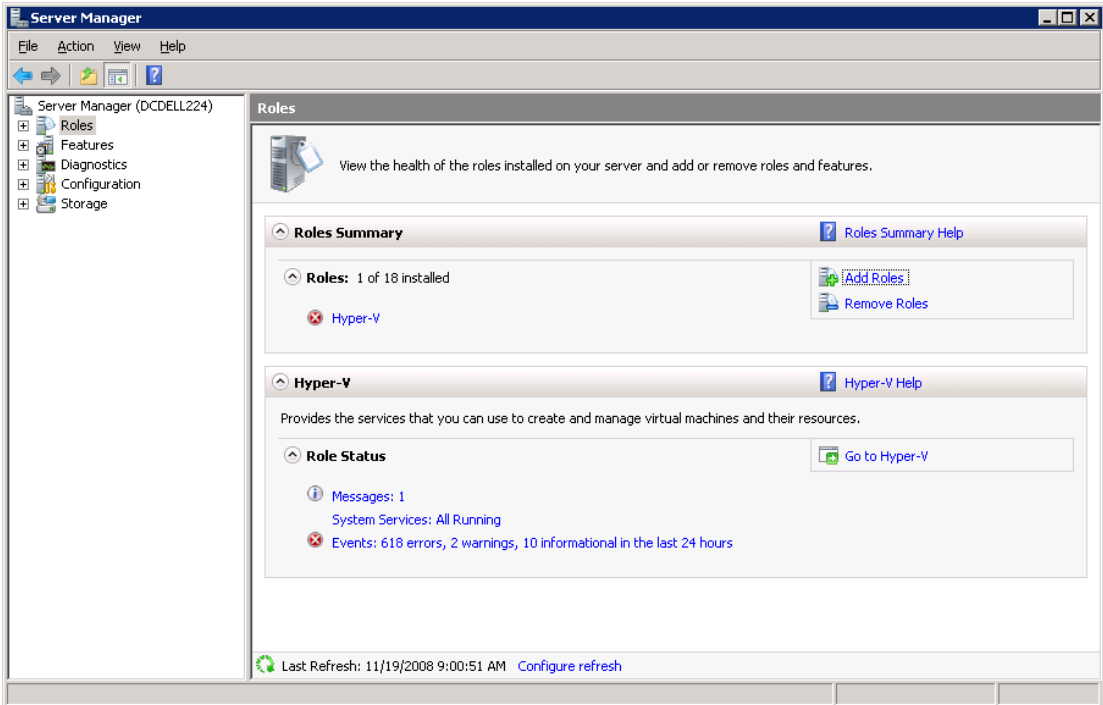 Server Manager
File Action View Help
Server Manager (DCDELL224)
Roles
Features
Diagnostics
Configuration
Storage
Roles
View the health of the roles installed on your server and add or remove roles and features.
Roles Summary
Roles Summary Help
Roles: 1 of 18 installed
Add Roles
Remove Roles
Hyper-V
Hyper-V
Hyper-V Help
Provides the services that you can use to create and manage virtual machines and their resources.
Role Status
Go to Hyper-V
Messages: 1
System Services: All Running
Events: 618 errors, 2 warnings, 10 informational in the last 24 hours
Last Refresh: 11/19/2008 9:00:51 AM Configure refresh